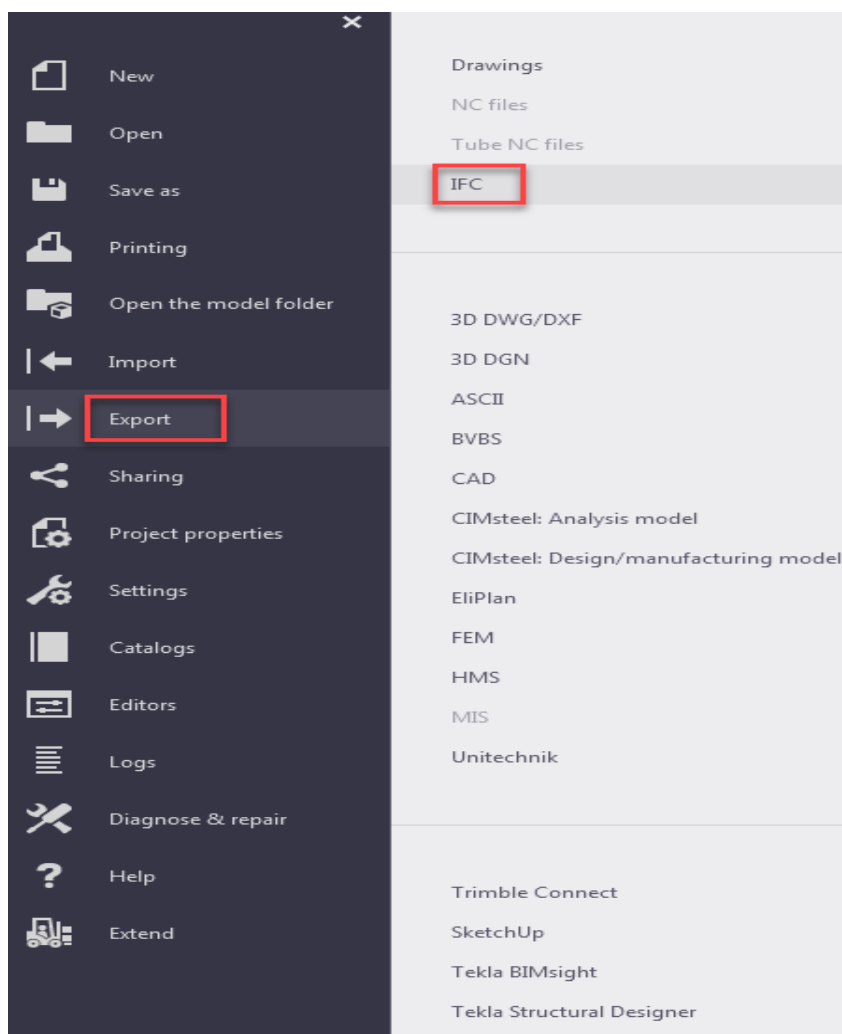 New
Open
Save as
Printing
Open the model folder
Import
Export
Sharing
Project properties
Settings
Catalogs
Editors
Logs
Diagnose & repair
Help
Extend
Drawings
NC files
Tube NC files
IFC
3D DWG/DXF
3D DGN
ASCII
BVBS
CAD
CIMsteel: Analysis model
CIMsteel: Design/manufacturing model
EliPlan
FEM
HMS
MIS
Unitechnik
Trimble Connect
SketchUp
Tekla BIMsight
Tekla Structural Designer